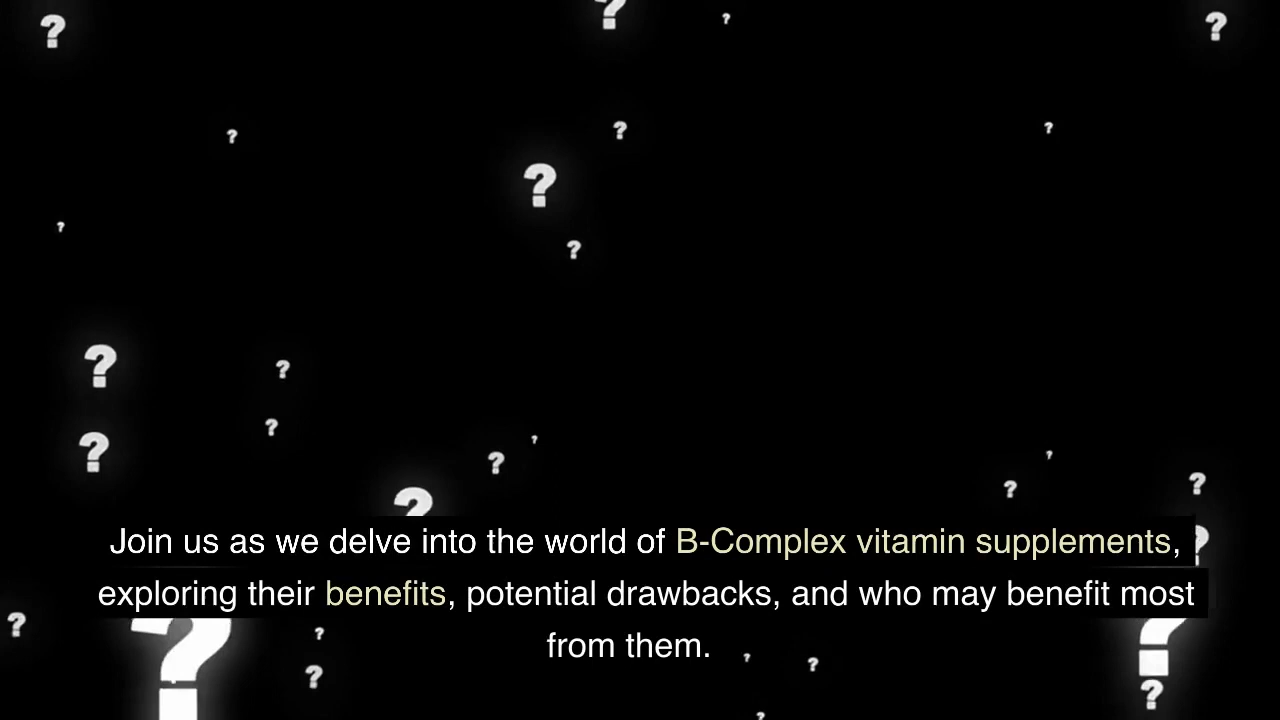 Join us as we delve into the world of B-Complex vitamin supplements,
exploring their benefits, potential drawbacks, and who may benefit most
from them.